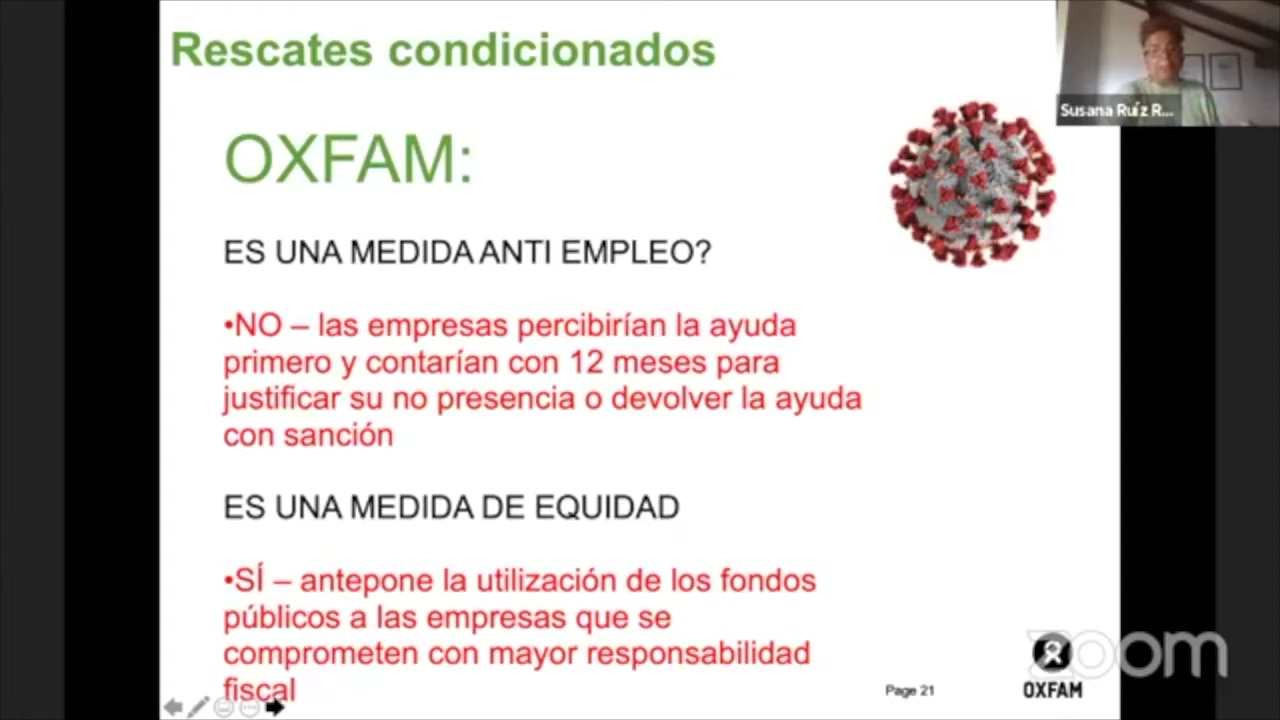 Rescates condicionados
Susana Ruíz R...
OXFAM:
ES UNA MEDIDA ANTI EMPLEO?
•NO – las empresas percibirían la ayuda
primero y contarían con 12 meses para
justificar su no presencia o devolver la ayuda
con sanción
ES UNA MEDIDA DE EQUIDAD
•SÍ – antepone la utilización de los fondos
públicos a las empresas que se
comprometen con mayor responsabilidad
fiscal
Page 21
OXFAM
zoom